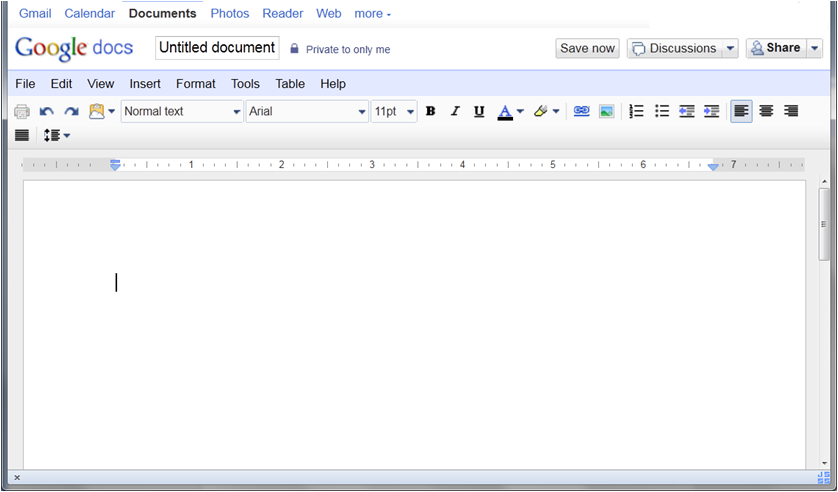 Gmail Calendar Documents Photos Reader Web more
Google docs Untitled document Private to only me Save now Discussions Share
File Edit View Insert Format Tools Table Help
Normal text Arial 11pt B I U A
1 2 3 4 5 6 7